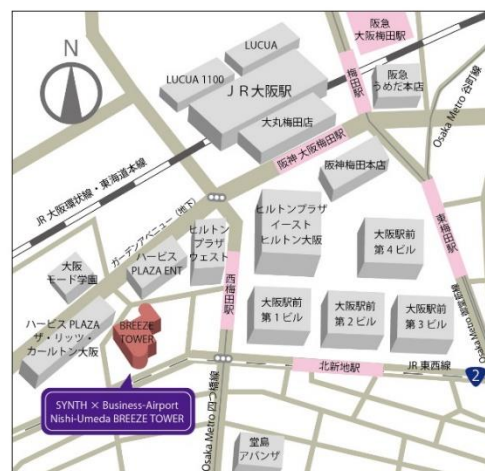 N
LUCUA
LUCUA 1100
JR大阪駅
大丸梅田店
阪急
大阪梅田駅
梅田駅
阪急
うめだ本店
Osaka Metro 谷町線
阪神 大阪梅田駅
阪神梅田本店
東梅田駅
JR 大阪環状線・東海道本線
ガーデンアベニュー（地下）
ヒルトン
プラザ
ウェスト
ヒルトンプラザ
イースト
ヒルトン大阪
大阪駅前
第4ビル
大阪
モード学園
ハービス
PLAZA ENT
西梅田駅
大阪駅前
第1ビル
大阪駅前
第2ビル
大阪駅前
第3ビル
ハービス PLAZA
ザ・リッツ・
カールトン大阪
BREEZE
TOWER
北新地駅
JR 東西線
2
SYNTH × Business-Airport
Nishi-Umeda BREEZE TOWER
Osaka Metro 四つ橋線
堂島
アバンザ